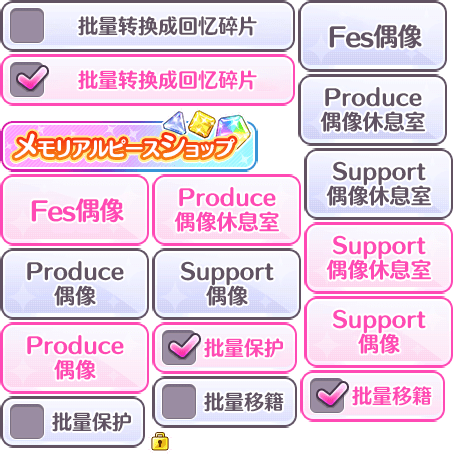 批量转换成回忆碎片
Fes偶像
批量转换成回忆碎片
Produce
偶像休息室
メモリアルピースショップ
Support
偶像休息室
Fes偶像
Produce
偶像休息室
Support
偶像休息室
Produce
偶像
Support
偶像
Support
偶像
Produce
偶像
批量保护
批量移籍
批量移籍
批量保护